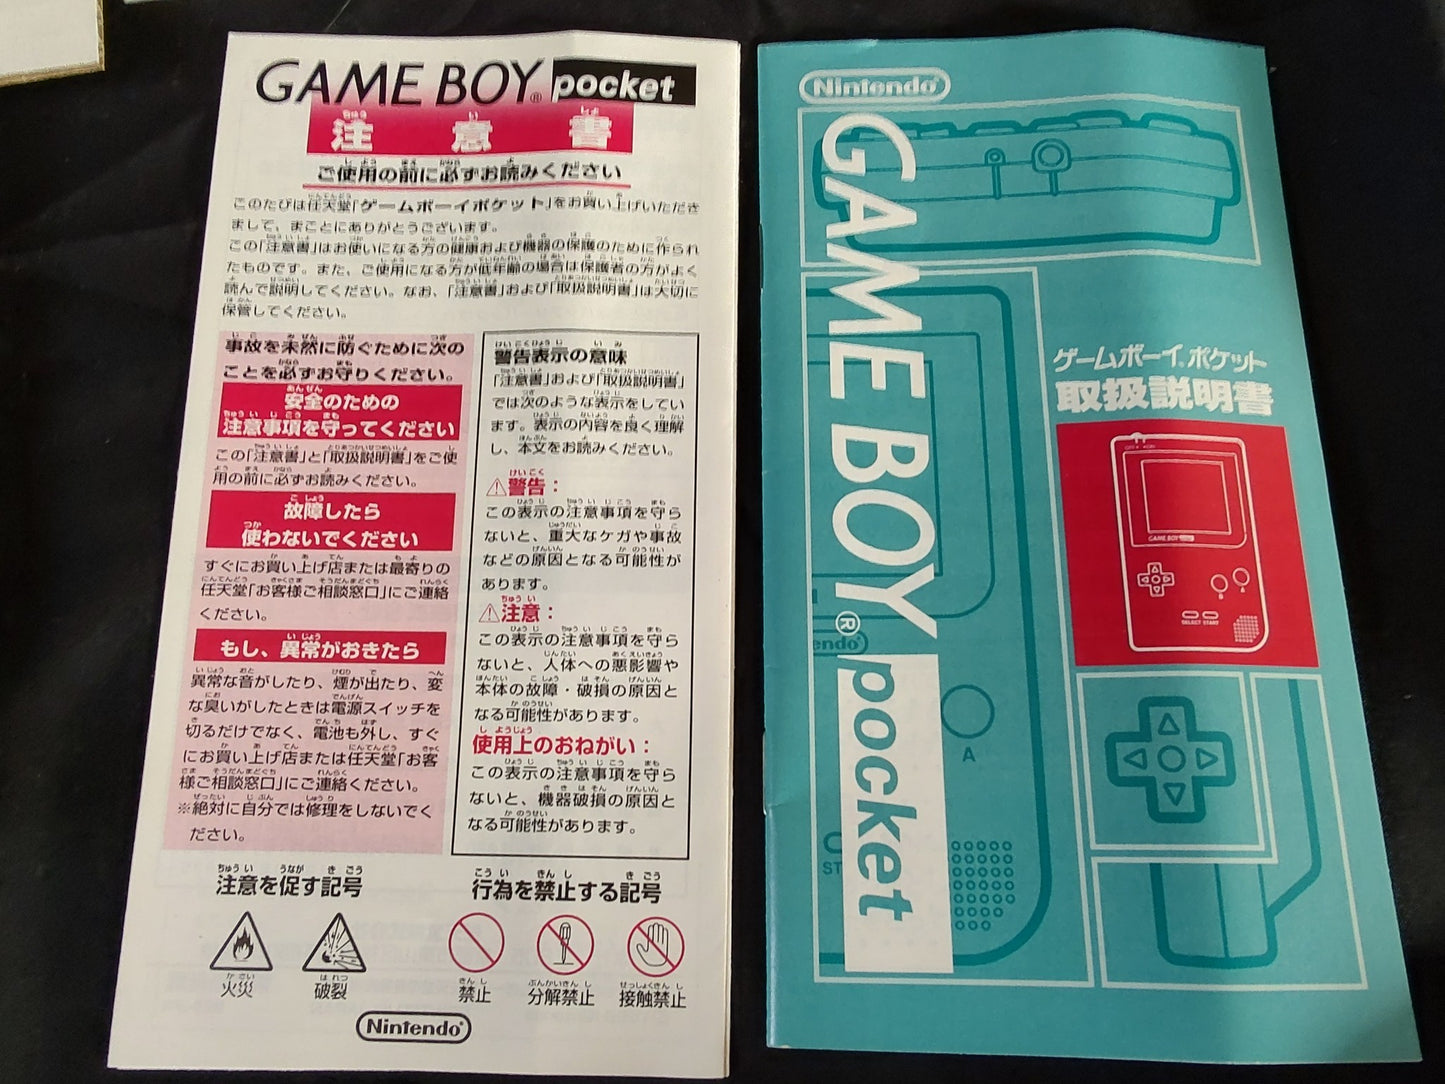 GAME BOY® pocket
注意書
ご使用の前に必ずお読みください
このたびは任天堂「ゲームボーイポケット」をお買い上げいただき
まして、まことにありがとうございます。
この「注意書」はお使いになる方の健康および機器の保護のために作られ
たものです。また、ご使用になる方が低年齢の場合は保護者の方がよく
読んで説明してください。なお、「注意書」および「取扱説明書」は大切に
保管してください。
事故を未然に防ぐために次の
ことを必ずお守りください。
安全のための
注意事項を守ってください
この「注意書」と「取扱説明書」をご使
用の前に必ずお読みください。
故障したら
使わないでください
すぐにお買い上げ店または最寄りの
任天堂「お客様ご相談窓口」にご連絡
ください。
もし、異常がおきたら
異常な音がしたり、煙が出たり、変
な臭いがしたときは電源スイッチを
切るだけでなく、電池も外し、すぐ
にお買い上げ店または任天堂「お客
様ご相談窓口」にご連絡ください。
※絶対に自分では修理をしないでく
ださい。
警告表示の意味
「注意書」および「取扱説明書」
では次のような表示をしてい
ます。表示の内容を良く理解
し、本文をお読みください。
⚠警告：
この表示の注意事項を守ら
ないと、重大なケガや事故
などの原因となる可能性が
あります。
⚠注意：
この表示の注意事項を守ら
ないと、人体への悪影響や
本体の故障・破損の原因と
なる可能性があります。
使用上のおねがい：
この表示の注意事項を守ら
ないと、機器破損の原因と
なる可能性があります。
注意を促す記号
火災
破裂
行為を禁止する記号
禁止
分解禁止
接触禁止
Nintendo
Nintendo
GAME BOY® pocket
ゲームボーイ®ポケット
取扱説明書
GAME BOY
B
A
SELECT START
endo
A
ST